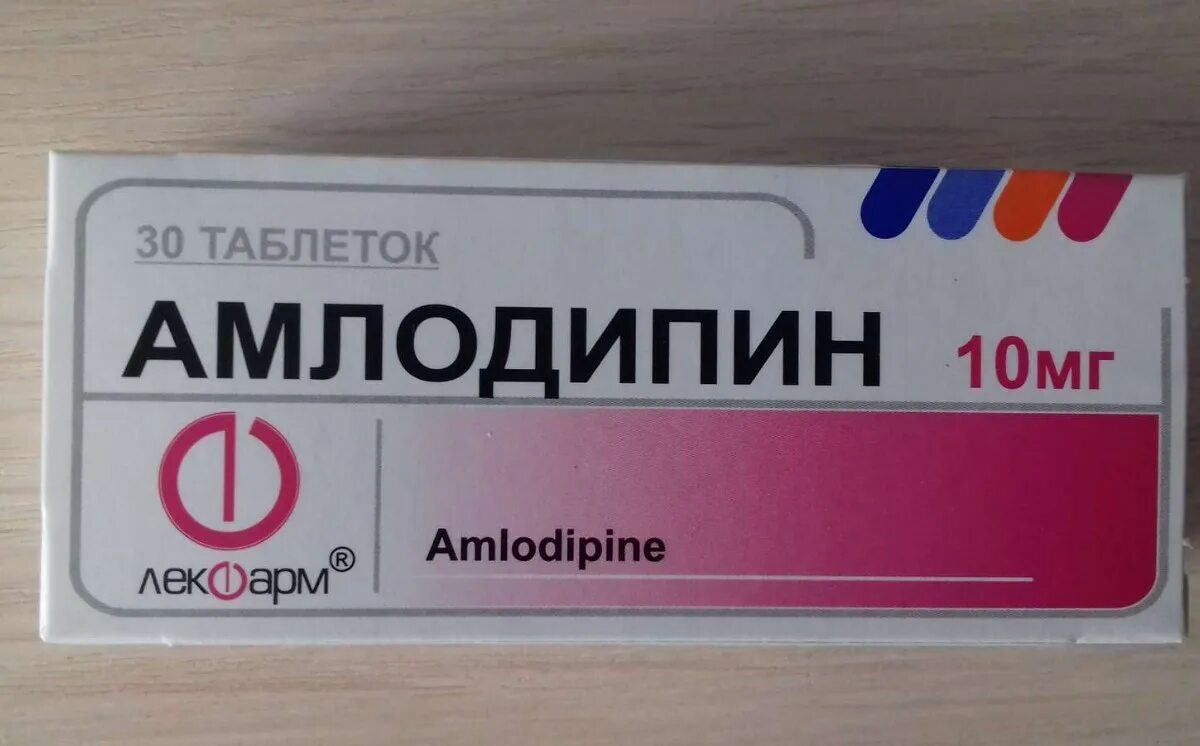 30 ТАБЛЕТОК
АМЛОДИПИН 10мг
Amlodipine
лекФарм®